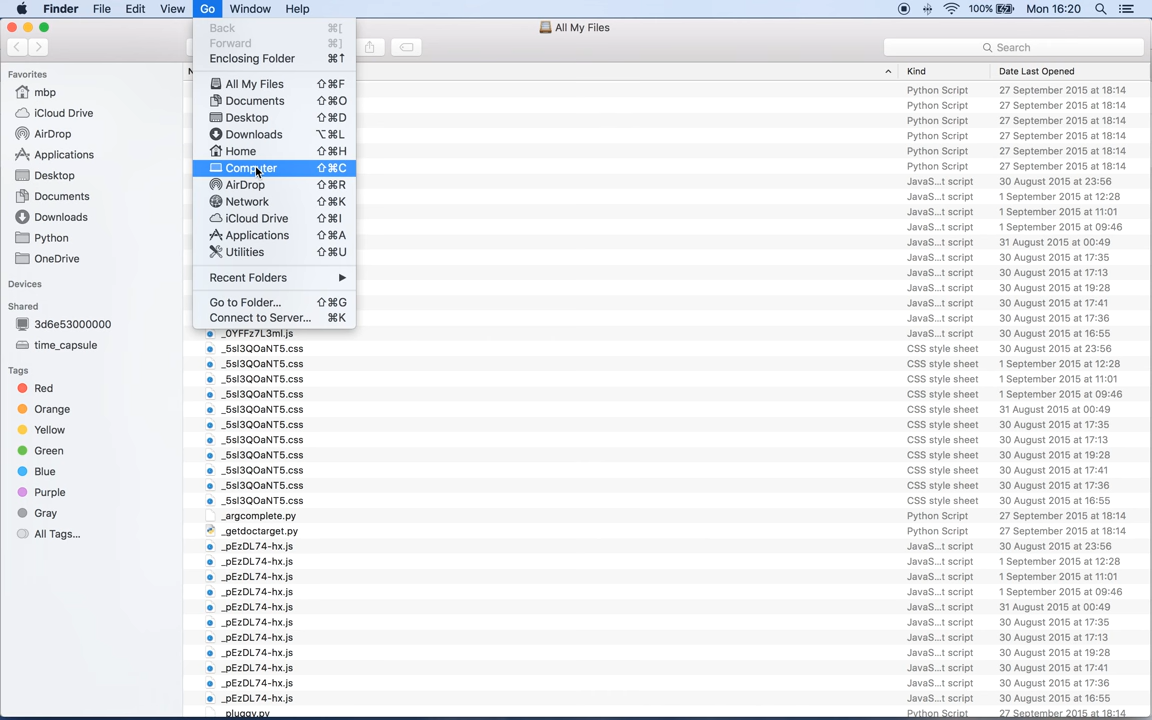 Finder File Edit View Go Window Help 100% Mon 16:20
All My Files
Search
Favorites
mbp
iCloud Drive
AirDrop
Applications
Desktop
Documents
Downloads
Python
OneDrive
Devices
Shared
3d6e53000000
time_capsule
Tags
Red
Orange
Yellow
Green
Blue
Purple
Gray
All Tags...
Back ⌘[
Forward ⌘]
Enclosing Folder ⌘↑
All My Files ⇧⌘F
Documents ⇧⌘O
Desktop ⇧⌘D
Downloads ⌥⌘L
Home ⇧⌘H
Computer ⇧⌘C
AirDrop ⇧⌘R
Network ⇧⌘K
iCloud Drive ⇧⌘I
Applications ⇧⌘A
Utilities ⇧⌘U
Recent Folders ▶
Go to Folder... ⇧⌘G
Connect to Server... ⌘K
Kind Date Last Opened
Python Script 27 September 2015 at 18:14
Python Script 27 September 2015 at 18:14
Python Script 27 September 2015 at 18:14
Python Script 27 September 2015 at 18:14
Python Script 27 September 2015 at 18:14
Python Script 27 September 2015 at 18:14
JavaS...t script 30 August 2015 at 23:56
JavaS...t script 1 September 2015 at 12:28
JavaS...t script 1 September 2015 at 11:01
JavaS...t script 1 September 2015 at 09:46
JavaS...t script 31 August 2015 at 00:49
JavaS...t script 30 August 2015 at 17:35
JavaS...t script 30 August 2015 at 17:13
JavaS...t script 30 August 2015 at 19:28
JavaS...t script 30 August 2015 at 17:41
JavaS...t script 30 August 2015 at 17:36
_0YFFz7L3ml.js JavaS...t script 30 August 2015 at 16:55
_5sl3QOaNT5.css CSS style sheet 30 August 2015 at 23:56
_5sl3QOaNT5.css CSS style sheet 1 September 2015 at 12:28
_5sl3QOaNT5.css CSS style sheet 1 September 2015 at 11:01
_5sl3QOaNT5.css CSS style sheet 1 September 2015 at 09:46
_5sl3QOaNT5.css CSS style sheet 31 August 2015 at 00:49
_5sl3QOaNT5.css CSS style sheet 30 August 2015 at 17:35
_5sl3QOaNT5.css CSS style sheet 30 August 2015 at 17:13
_5sl3QOaNT5.css CSS style sheet 30 August 2015 at 19:28
_5sl3QOaNT5.css CSS style sheet 30 August 2015 at 17:41
_5sl3QOaNT5.css CSS style sheet 30 August 2015 at 17:36
_5sl3QOaNT5.css CSS style sheet 30 August 2015 at 16:55
_argcomplete.py Python Script 27 September 2015 at 18:14
_getdoctarget.py Python Script 27 September 2015 at 18:14
_pEzDL74-hx.js JavaS...t script 30 August 2015 at 23:56
_pEzDL74-hx.js JavaS...t script 1 September 2015 at 12:28
_pEzDL74-hx.js JavaS...t script 1 September 2015 at 11:01
_pEzDL74-hx.js JavaS...t script 1 September 2015 at 09:46
_pEzDL74-hx.js JavaS...t script 31 August 2015 at 00:49
_pEzDL74-hx.js JavaS...t script 30 August 2015 at 17:35
_pEzDL74-hx.js JavaS...t script 30 August 2015 at 17:13
_pEzDL74-hx.js JavaS...t script 30 August 2015 at 19:28
_pEzDL74-hx.js JavaS...t script 30 August 2015 at 17:41
_pEzDL74-hx.js JavaS...t script 30 August 2015 at 17:36
_pEzDL74-hx.js JavaS...t script 30 August 2015 at 16:55
_pluggy.py Python Script 27 September 2015 at 18:14